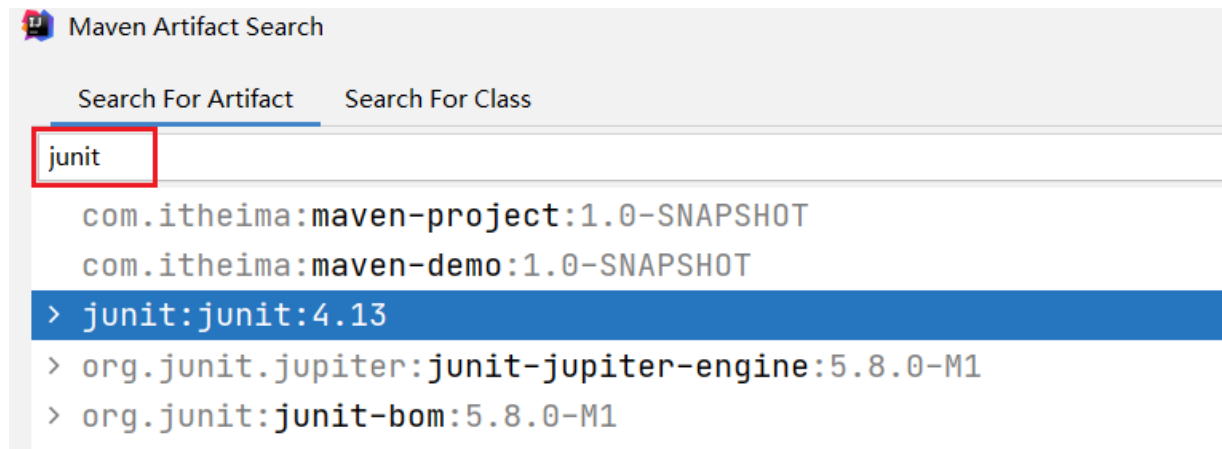 Maven Artifact Search
Search For Artifact Search For Class
junit
com.itheima:maven-project:1.0-SNAPSHOT
com.itheima:maven-demo:1.0-SNAPSHOT
> junit:junit:4.13
> org.junit.jupiter:junit-jupiter-engine:5.8.0-M1
> org.junit:junit-bom:5.8.0-M1